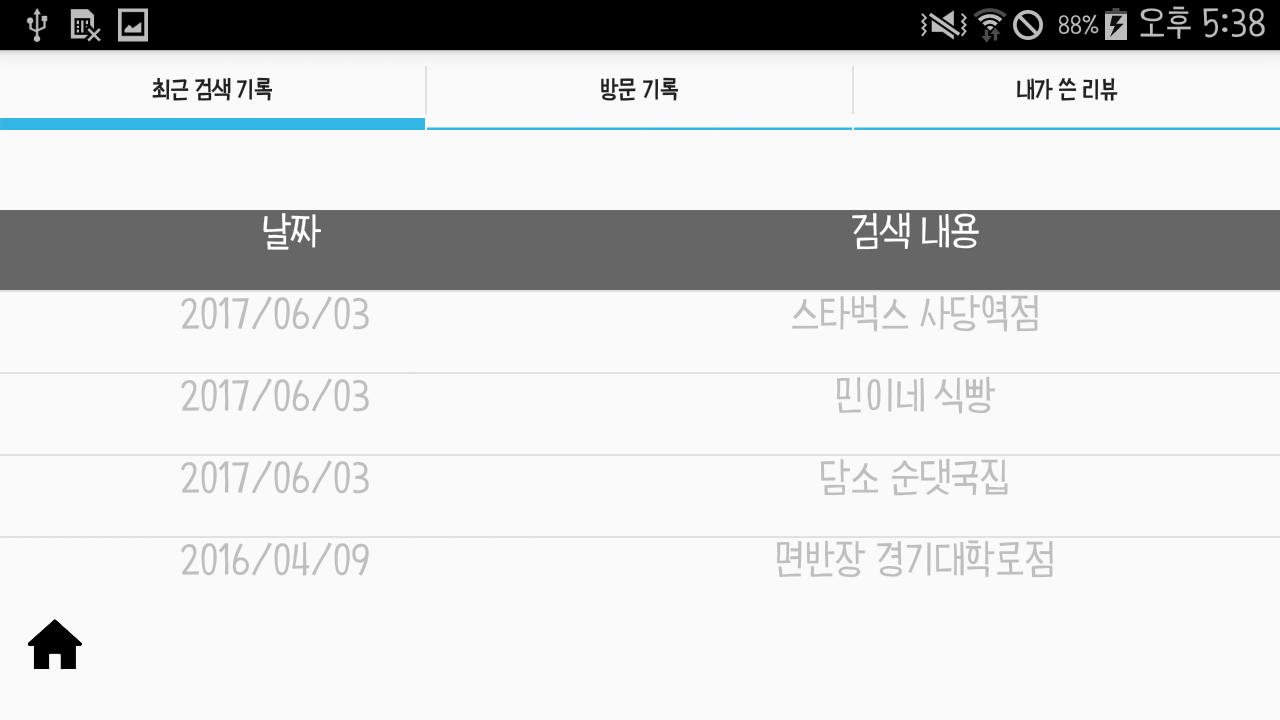 88% 오후 5:38
최근 검색 기록 방문 기록 내가 쓴 리뷰
날짜 검색 내용
2017/06/03 스타벅스 사당역점
2017/06/03 민이네 식빵
2017/06/03 담소 순댓국집
2016/04/09 면반장 경기대학로점